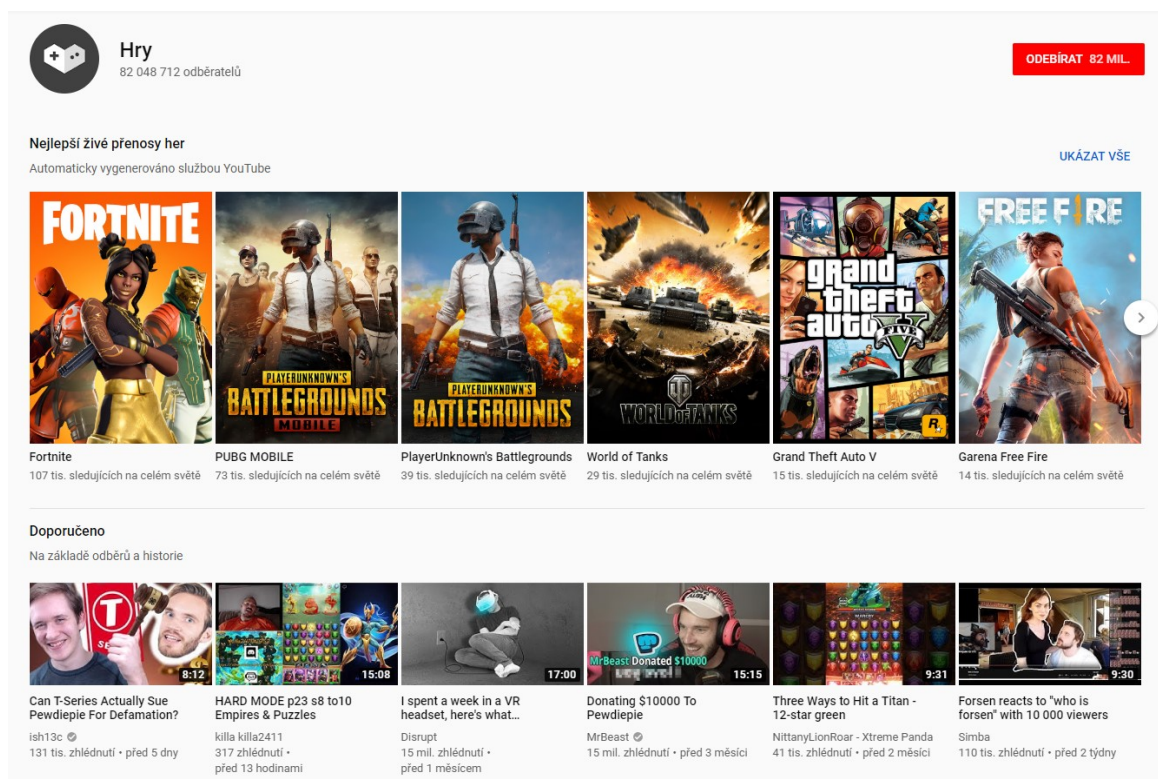 Hry
82 048 712 odběratelů
ODEBÍRAT 82 MIL.
Nejlepší živé přenosy her
Automaticky vygenerováno službou YouTube
UKÁZAT VŠE
FORTNITE
PLAYERUNKNOWN'S
BATTLEGROUNDS
MOBILE
PLAYERUNKNOWN'S
BATTLEGROUNDS
WORLD OF TANKS
grand
theft
auto
FIVE
R
FREE FIRE
Fortnite
107 tis. sledujících na celém světě
PUBG MOBILE
73 tis. sledujících na celém světě
PlayerUnknown's Battlegrounds
39 tis. sledujících na celém světě
World of Tanks
29 tis. sledujících na celém světě
Grand Theft Auto V
15 tis. sledujících na celém světě
Garena Free Fire
14 tis. sledujících na celém světě
Doporučeno
Na základě odběrů a historie
T
8:12
15:08
17:00
MrBeast Donated $10000
15:15
9:31
9:30
Can T-Series Actually Sue
Pewdiepie For Defamation?
ish13c
131 tis. zhlédnutí • před 5 dny
HARD MODE p23 s8 to10
Empires & Puzzles
killa killa2411
317 zhlédnutí •
před 13 hodinami
I spent a week in a VR
headset, here's what...
Disrupt
15 mil. zhlédnutí •
před 1 měsícem
Donating $10000 To
Pewdiepie
MrBeast
15 mil. zhlédnutí • před 3 měsíci
Three Ways to Hit a Titan -
12-star green
NittanyLionRoar - Xtreme Panda
41 tis. zhlédnutí • před 2 měsíci
Forsen reacts to "who is
forsen" with 10 000 viewers
Simba
110 tis. zhlédnutí • před 2 týdny